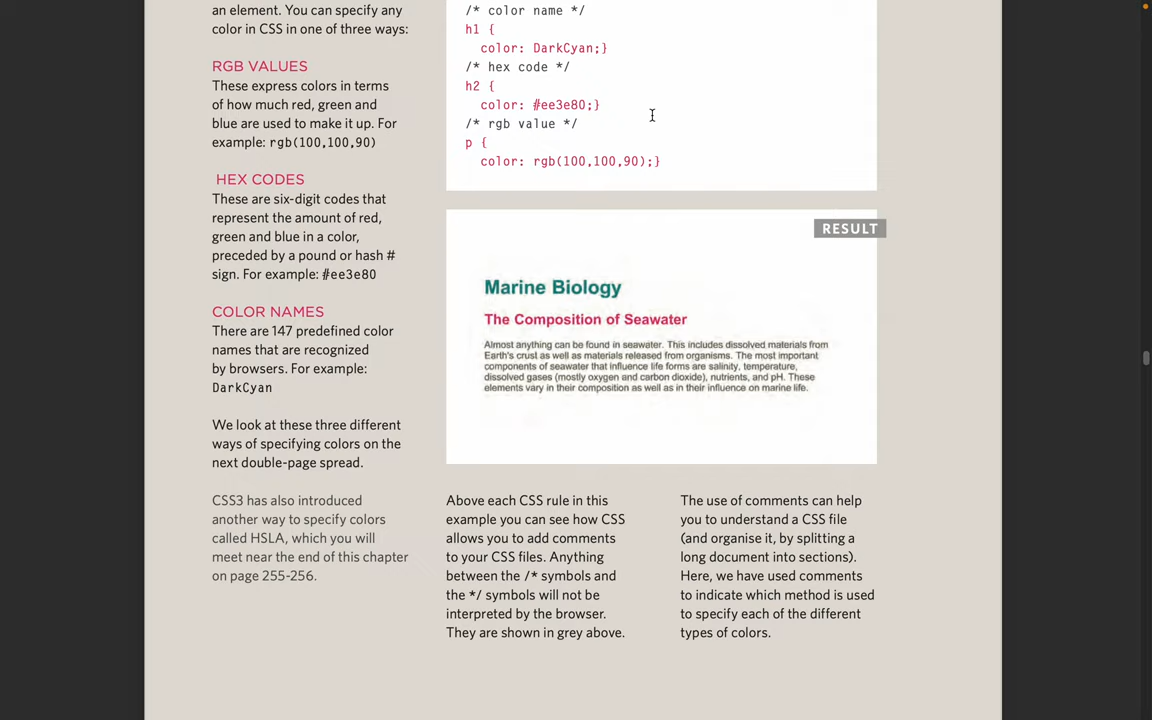 an element. You can specify any
color in CSS in one of three ways:
RGB VALUES
These express colors in terms
of how much red, green and
blue are used to make it up. For
example: rgb(100,100,90)
HEX CODES
These are six-digit codes that
represent the amount of red,
green and blue in a color,
preceded by a pound or hash #
sign. For example: #ee3e80
COLOR NAMES
There are 147 predefined color
names that are recognized
by browsers. For example:
DarkCyan
We look at these three different
ways of specifying colors on the
next double-page spread.
CSS3 has also introduced
another way to specify colors
called HSLA, which you will
meet near the end of this chapter
on page 255-256.
/* color name */
h1 {
color: DarkCyan;}
/* hex code */
h2 {
color: #ee3e80;}
/* rgb value */
p {
color: rgb(100,100,90);}
RESULT
Marine Biology
The Composition of Seawater
Almost anything can be found in seawater. This includes dissolved materials from
Earth's crust as well as materials released from organisms. The most important
components of seawater that influence life forms are salinity, temperature,
dissolved gases (mostly oxygen and carbon dioxide), nutrients, and pH. These
elements vary in their composition as well as in their influence on marine life.
Above each CSS rule in this
example you can see how CSS
allows you to add comments
to your CSS files. Anything
between the /* symbols and
the */ symbols will not be
interpreted by the browser.
They are shown in grey above.
The use of comments can help
you to understand a CSS file
(and organise it, by splitting a
long document into sections).
Here, we have used comments
to indicate which method is used
to specify each of the different
types of colors.